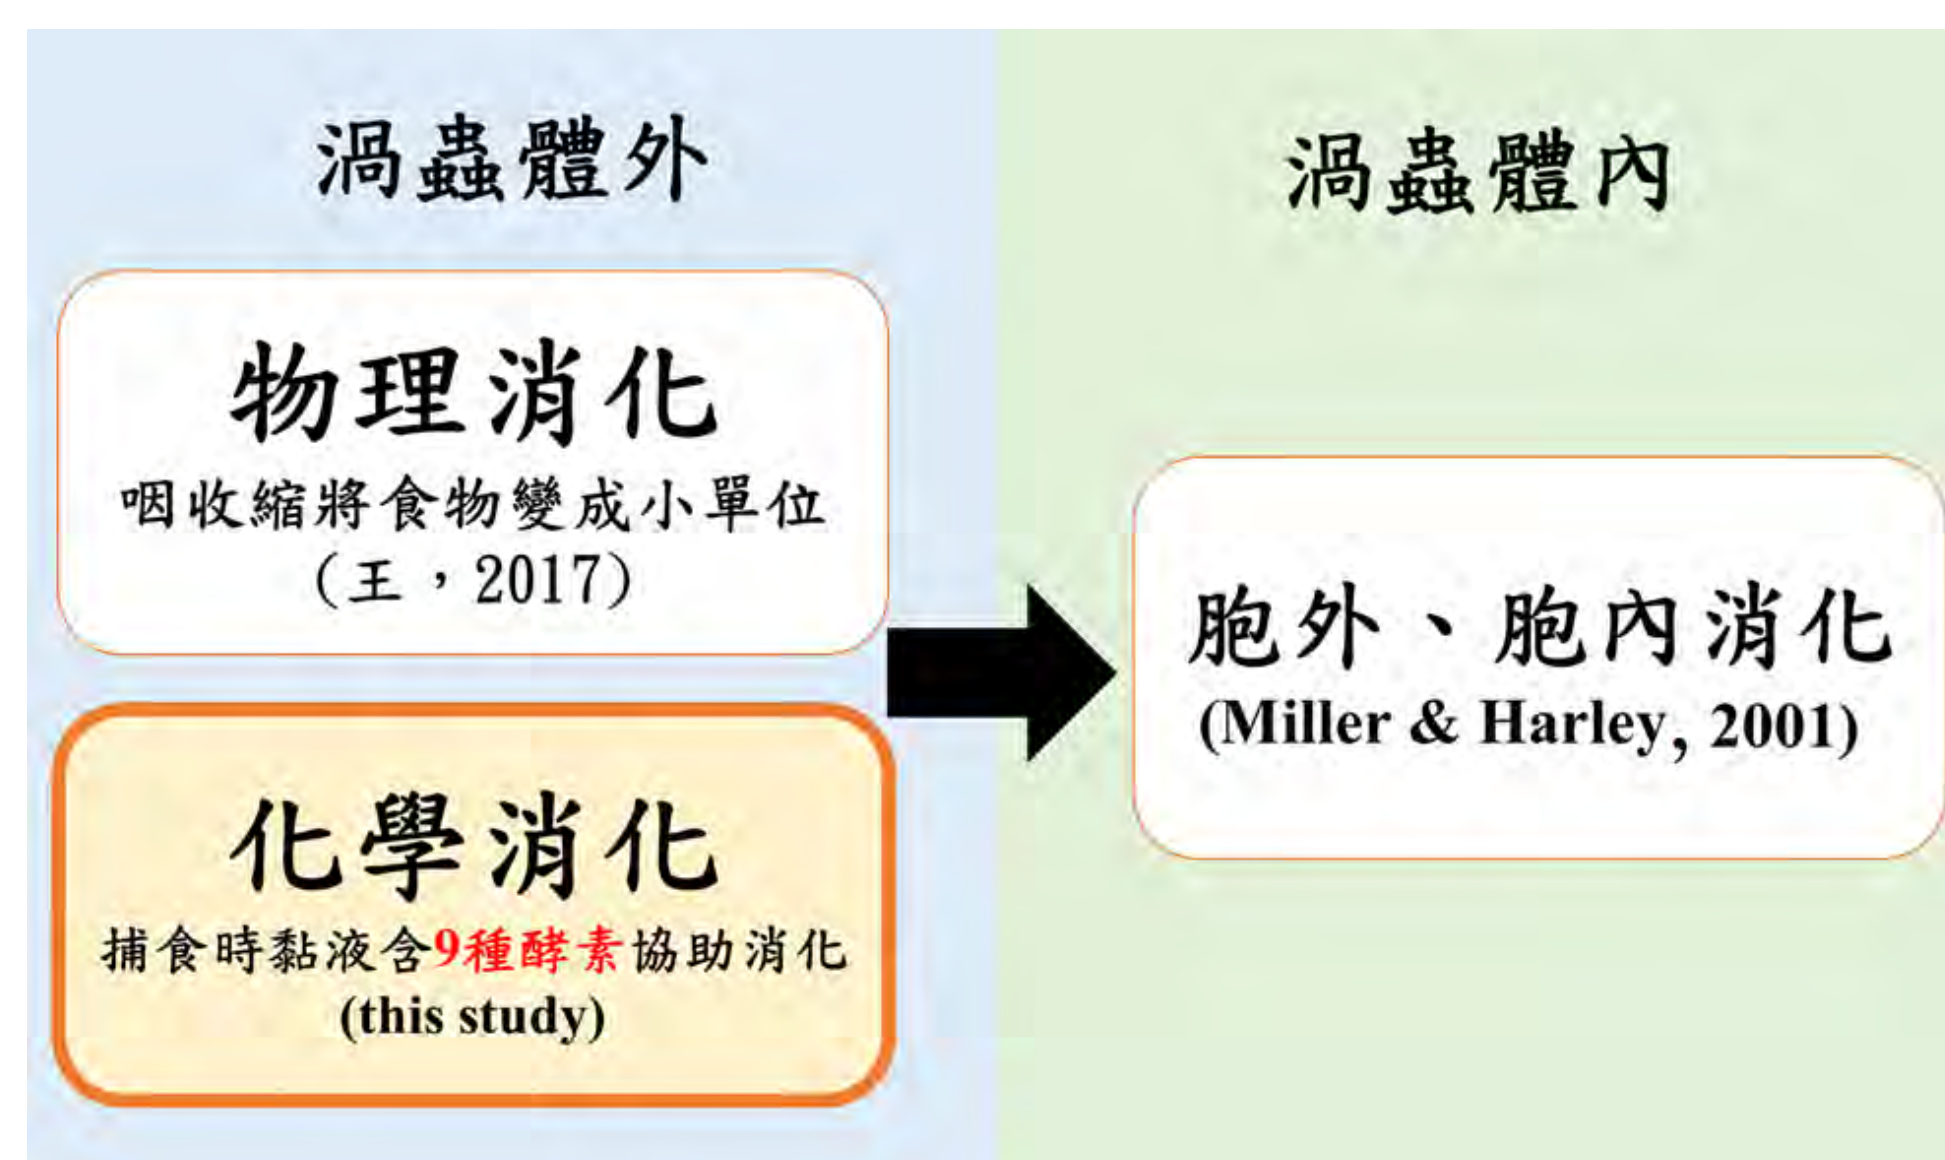 渦蟲體外
物理消化
咽收縮將食物變成小單位
（王，2017）
化學消化
捕食時黏液含9種酵素協助消化
(this study)
渦蟲體內
胞外、胞內消化
(Miller & Harley, 2001)